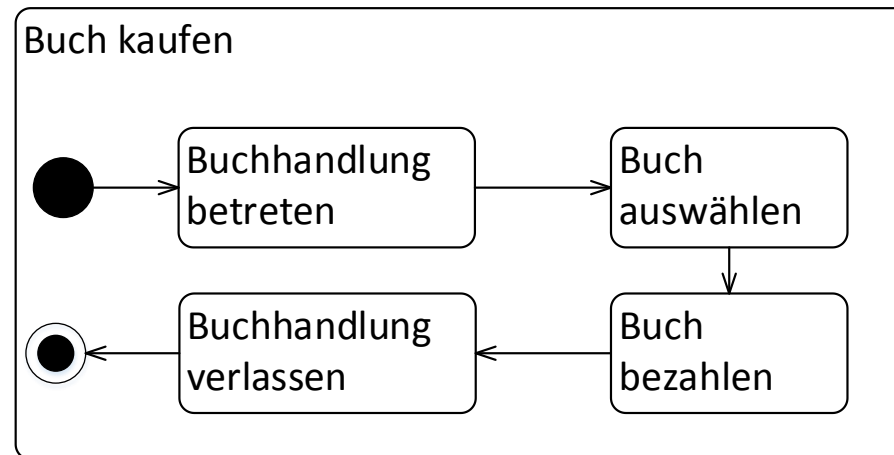 Buch kaufen
Buchhandlung
betreten
Buch
auswählen
Buchhandlung
verlassen
Buch
bezahlen